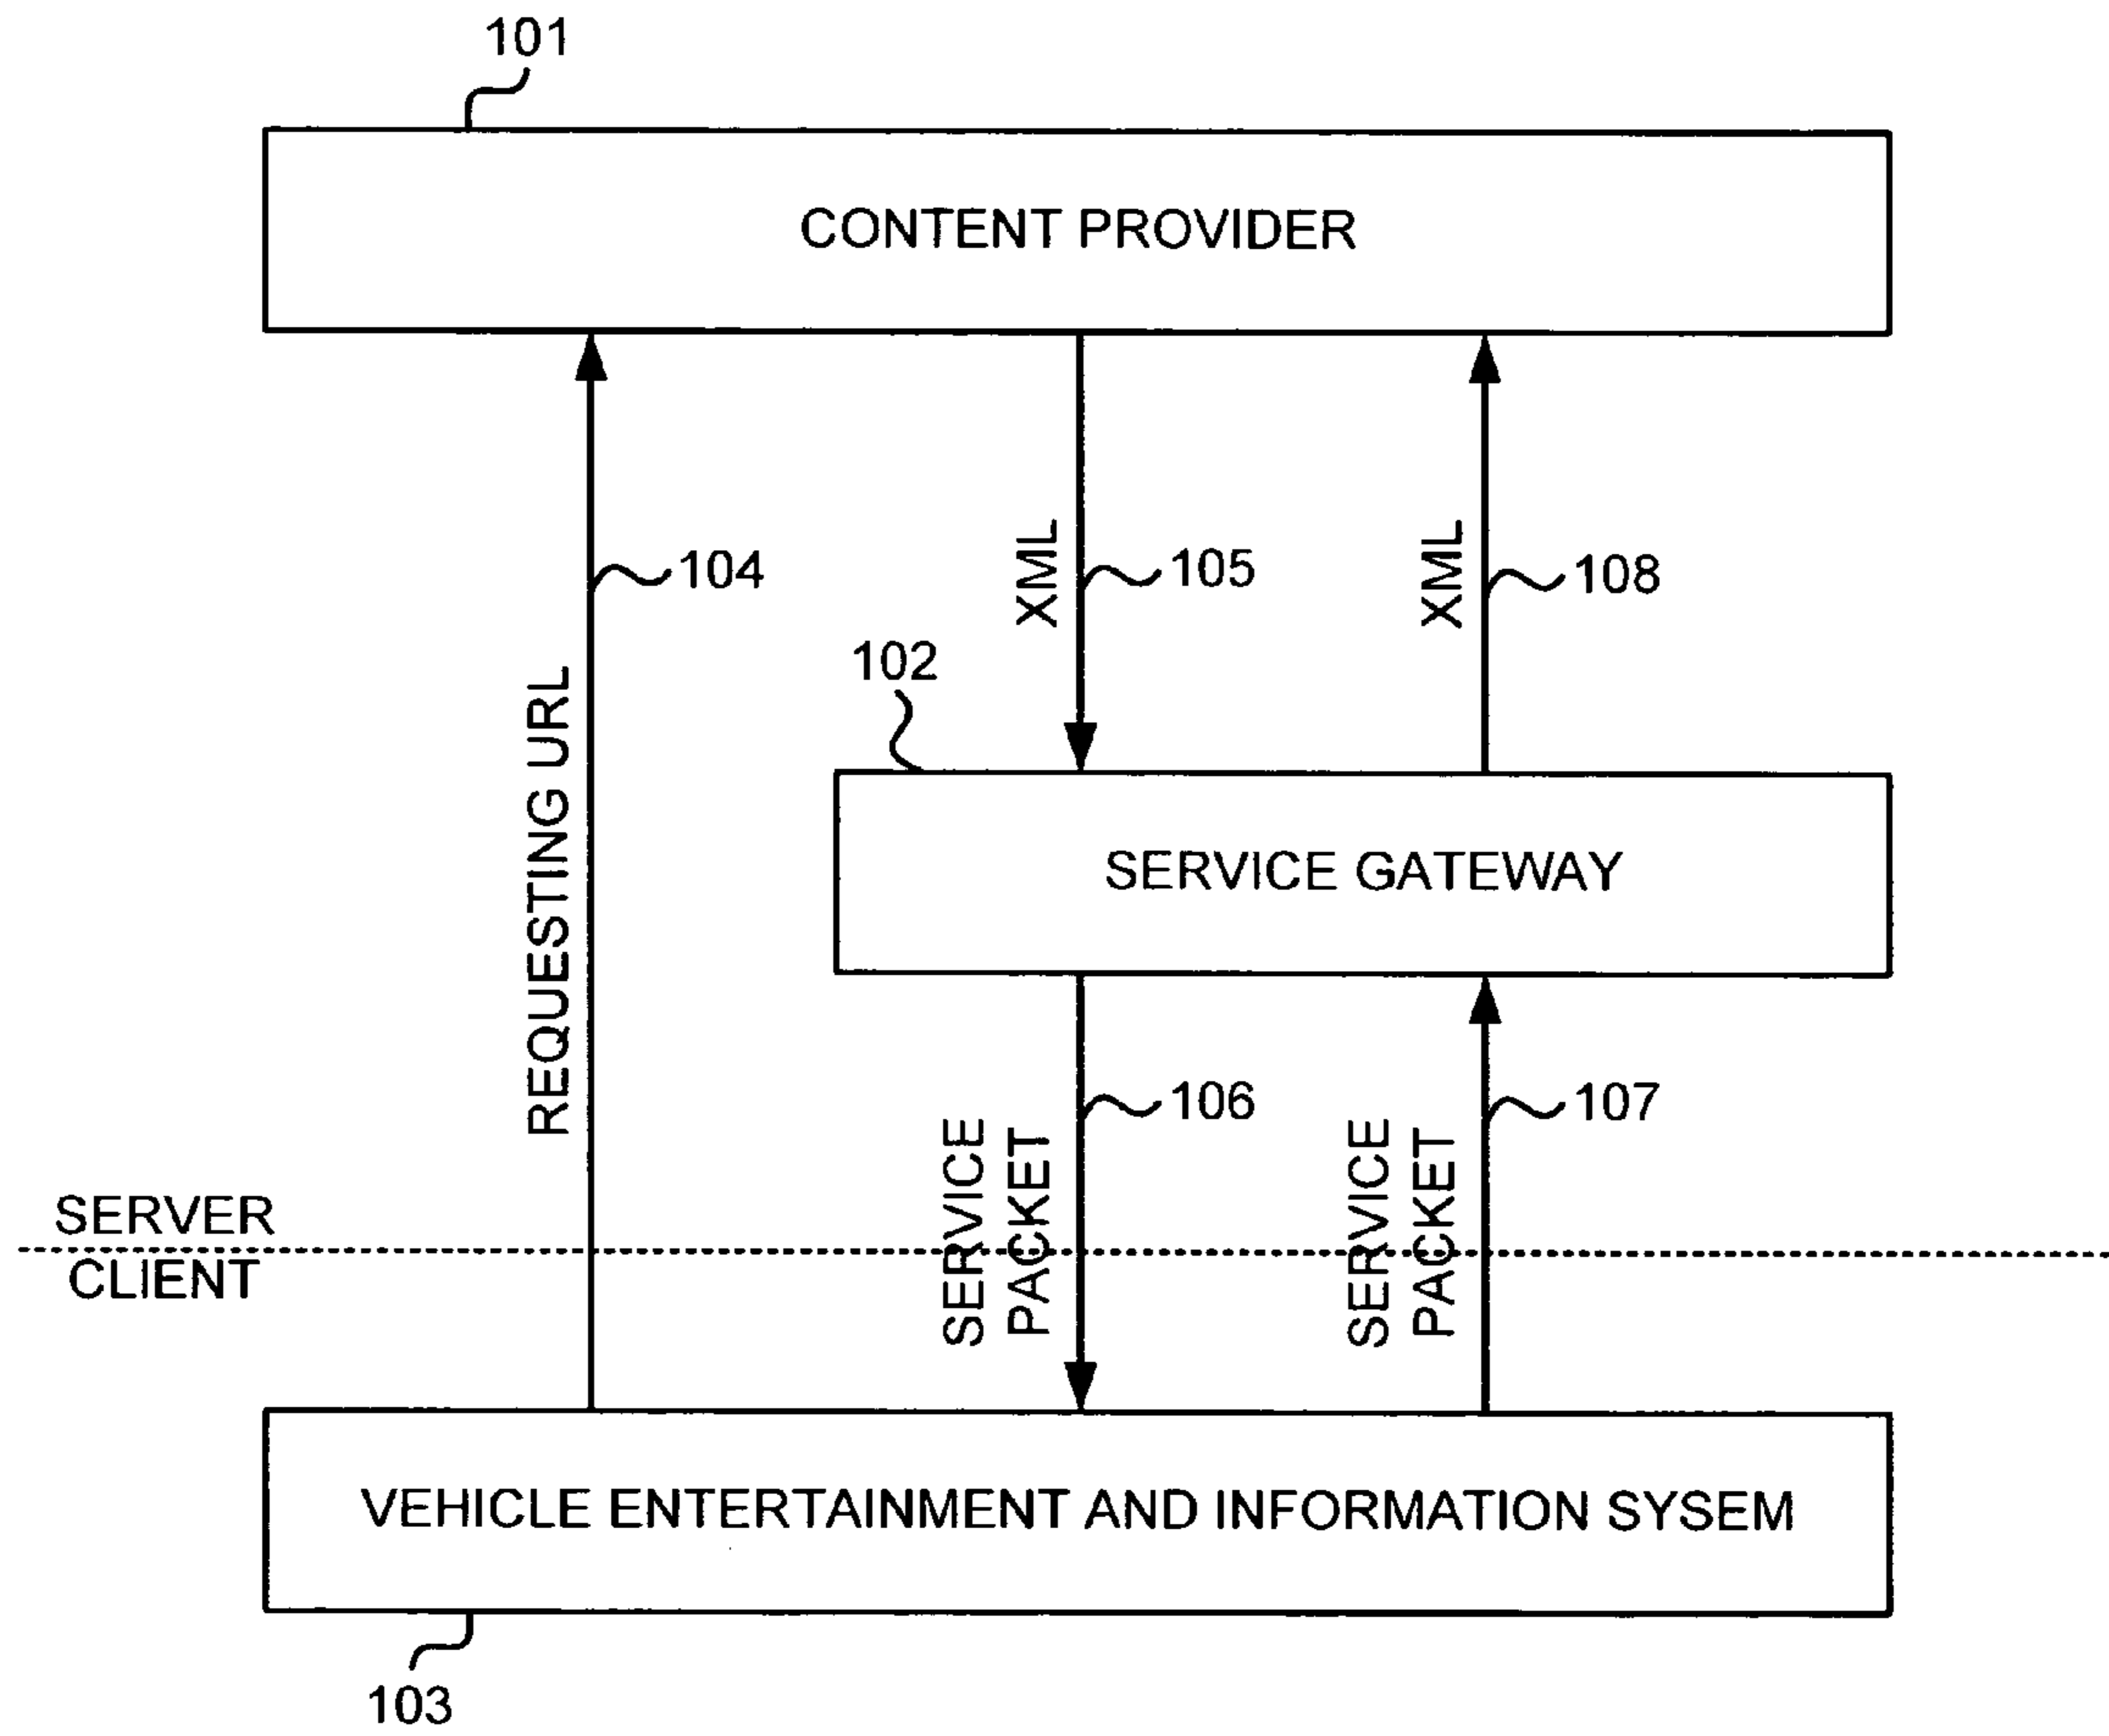 101
CONTENT PROVIDER
REQUESTING URL
104
XML
105
XML
108
102
SERVICE GATEWAY
SERVICE
PACKET
106
SERVICE
PACKET
107
SERVER
CLIENT
VEHICLE ENTERTAINMENT AND INFORMATION SYSEM
103